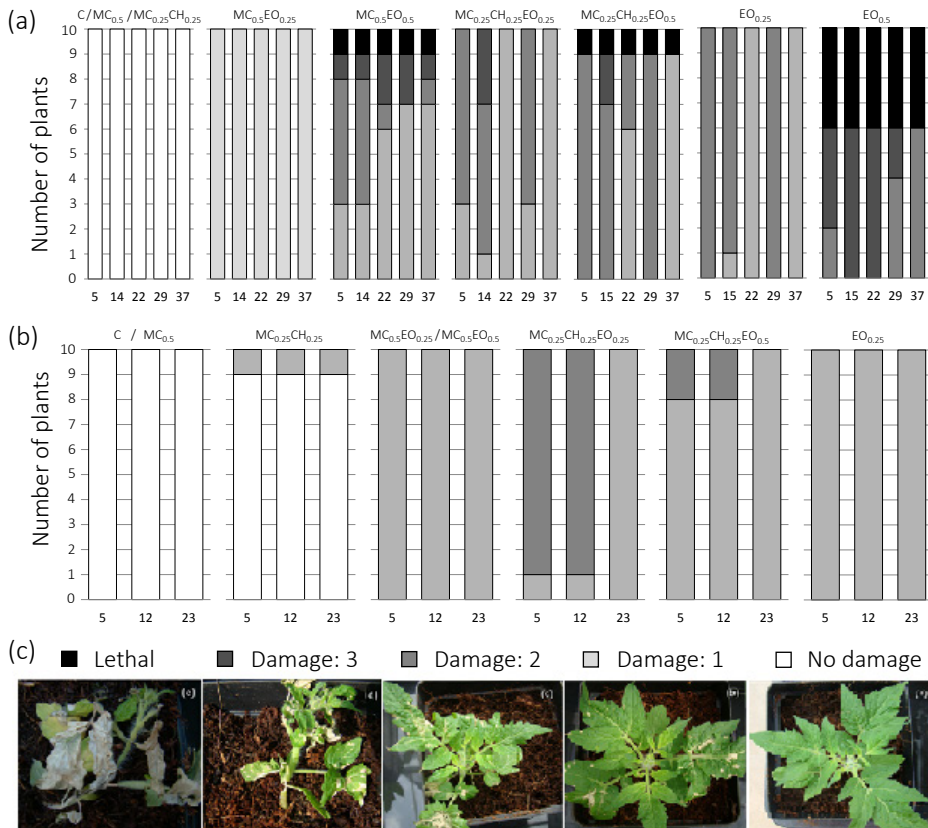 (a)
C/MC0.5/MC0.25CH0.25 MC0.5EO0.25 MC0.5EO0.5 MC0.25CH0.25EO0.25 MC0.25CH0.25EO0.5 EO0.25 EO0.5
Number of plants
10
9
8
7
6
5
4
3
2
1
0
5 14 22 29 37 5 14 22 29 37 5 14 22 29 37 5 14 22 29 37 5 15 22 29 37 5 15 22 29 37 5 15 22 29 37
(b)
C / MC0.5 MC0.25CH0.25 MC0.5EO0.25/MC0.5EO0.5 MC0.25CH0.25EO0.25 MC0.25CH0.25EO0.5 EO0.25
Number of plants
10
9
8
7
6
5
4
3
2
1
0
5 12 23 5 12 23 5 12 23 5 12 23 5 12 23 5 12 23
(c)
Lethal Damage: 3 Damage: 2 Damage: 1 No damage